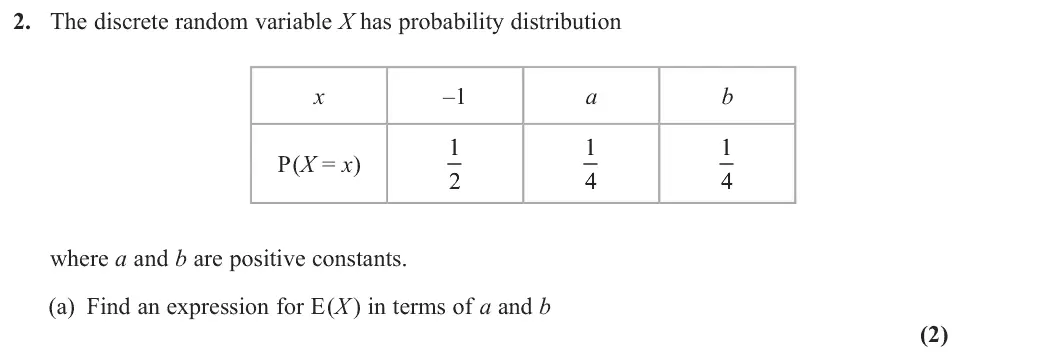 2. The discrete random variable X has probability distribution
x –1 a b
P(X = x) 1/2 1/4 1/4
where a and b are positive constants.
(a) Find an expression for E(X) in terms of a and b
(2)